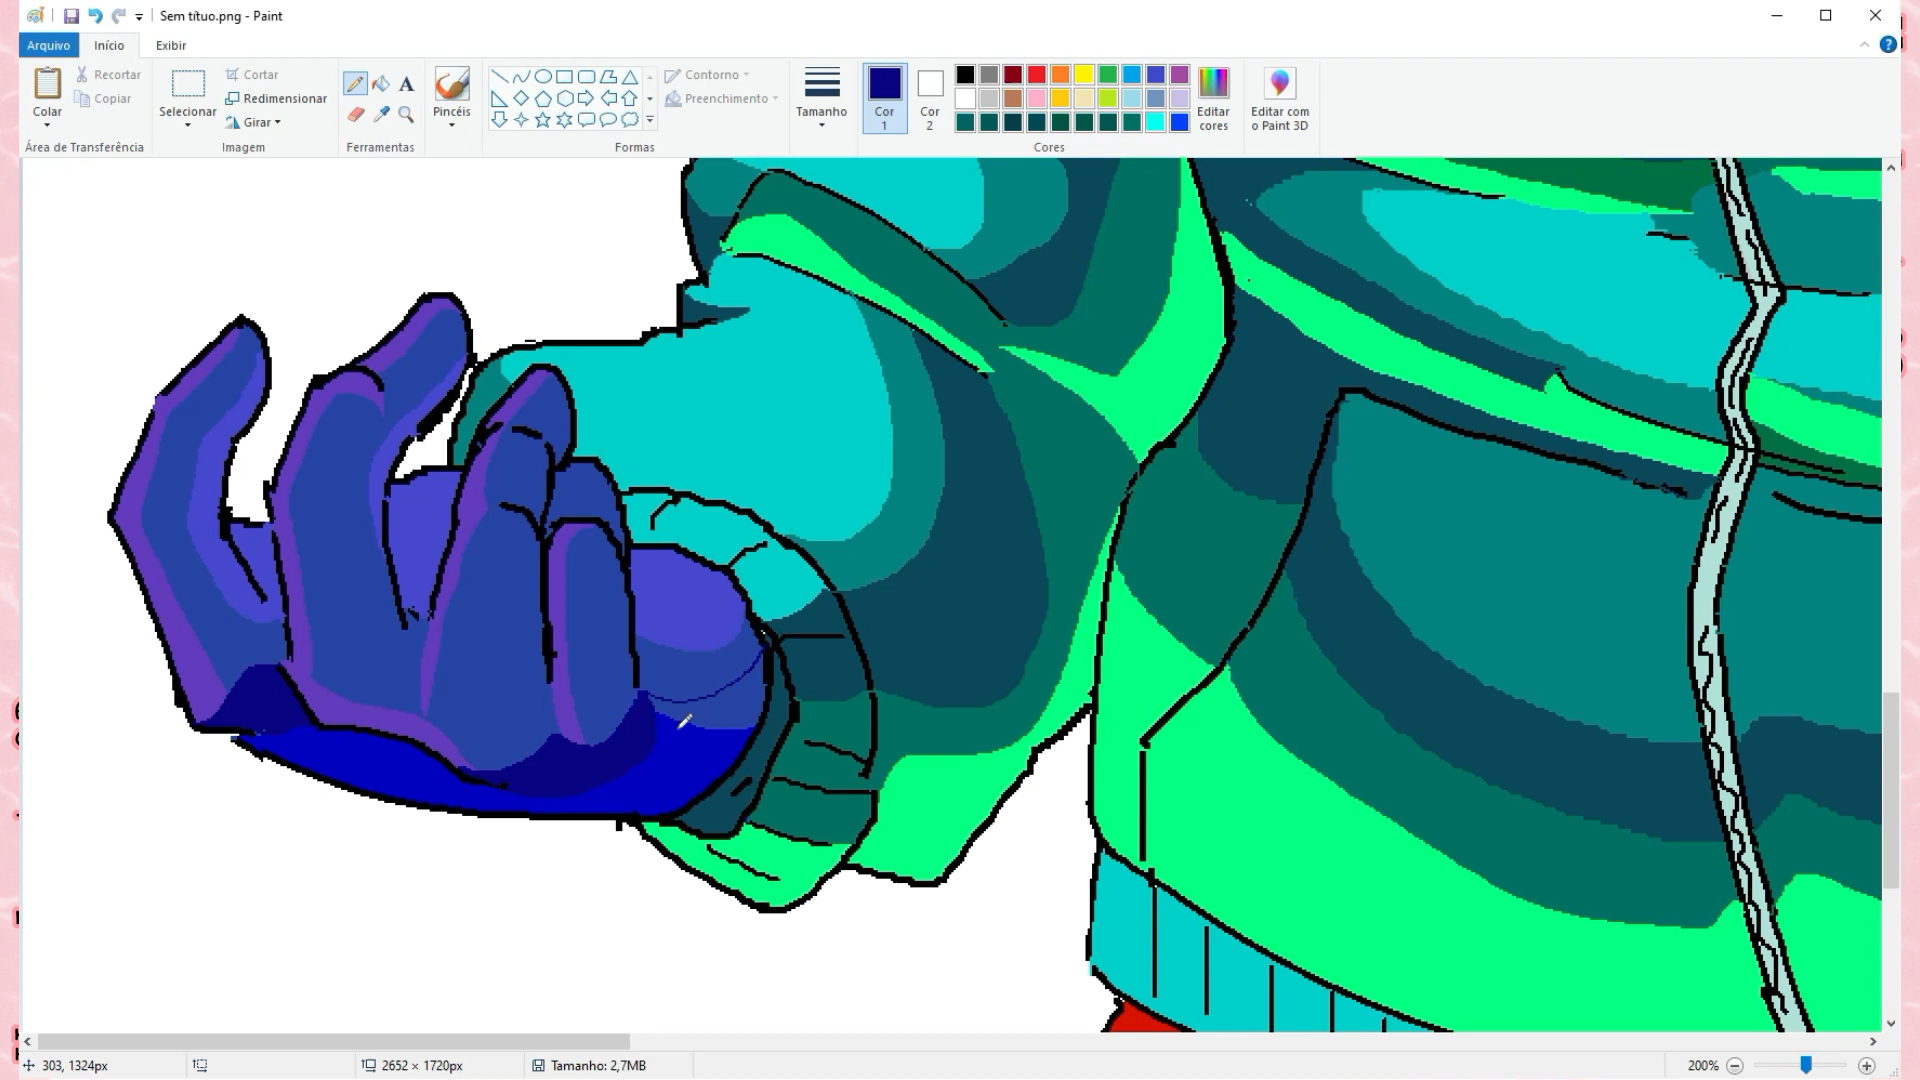 Sem títuo.png - Paint
Arquivo Início Exibir
Colar
Recortar
Copiar
Área de Transferência
Selecionar
Cortar
Redimensionar
Girar
Imagem
A
Ferramentas
Pincéis
Formas
Contorno
Preenchimento
Tamanho
Cor 1
Cor 2
Cores
Editar cores
Editar com o Paint 3D
303, 1324px
2652 × 1720px
Tamanho: 2,7MB
200%